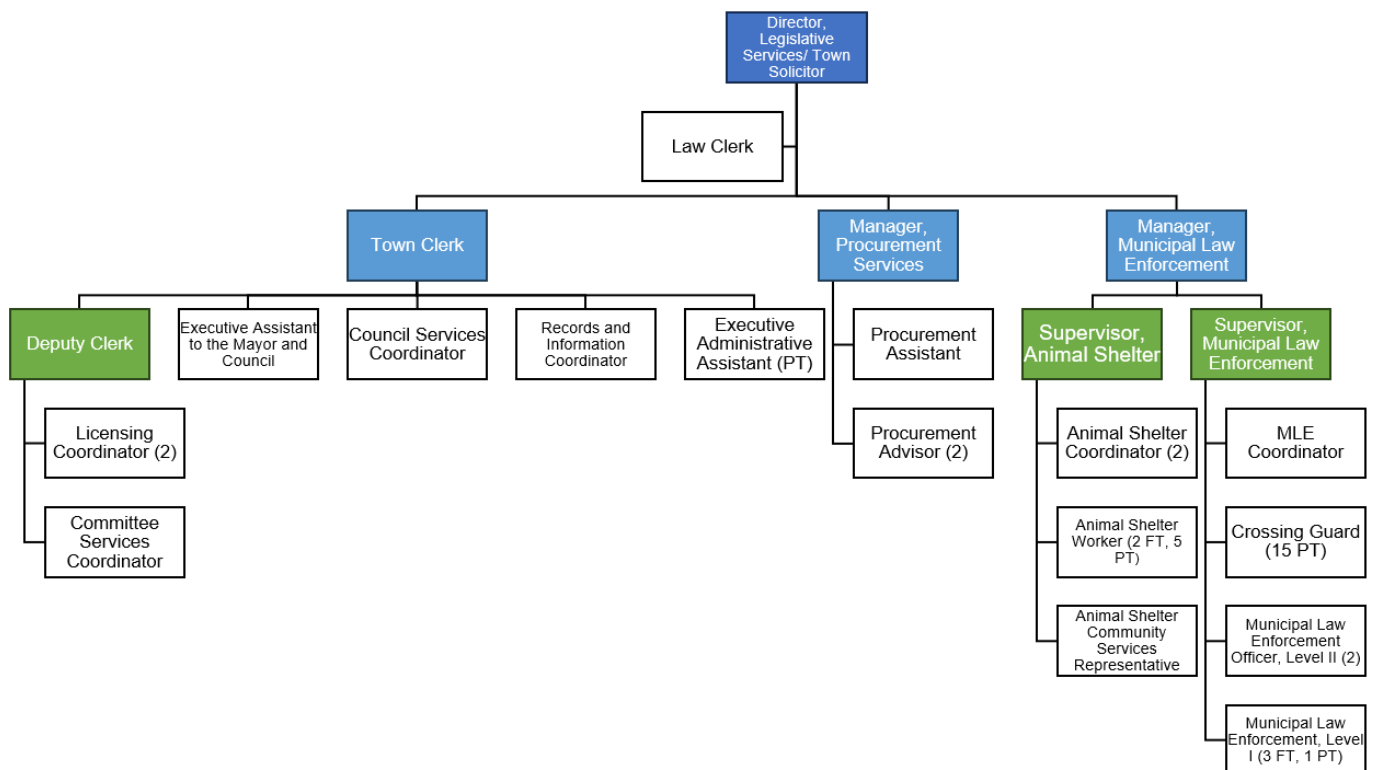 Director,
Legislative
Services/ Town
Solicitor
Law Clerk
Town Clerk
Manager,
Procurement
Services
Manager,
Municipal Law
Enforcement
Deputy Clerk
Executive Assistant
to the Mayor and
Council
Council Services
Coordinator
Records and
Information
Coordinator
Executive
Administrative
Assistant (PT)
Procurement
Assistant
Supervisor,
Animal Shelter
Supervisor,
Municipal Law
Enforcement
Licensing
Coordinator (2)
Procurement
Advisor (2)
Animal Shelter
Coordinator (2)
MLE
Coordinator
Committee
Services
Coordinator
Animal Shelter
Worker (2 FT, 5
PT)
Crossing Guard
(15 PT)
Animal Shelter
Community
Services
Representative
Municipal Law
Enforcement
Officer, Level II (2)
Municipal Law
Enforcement, Level
I (3 FT, 1 PT)